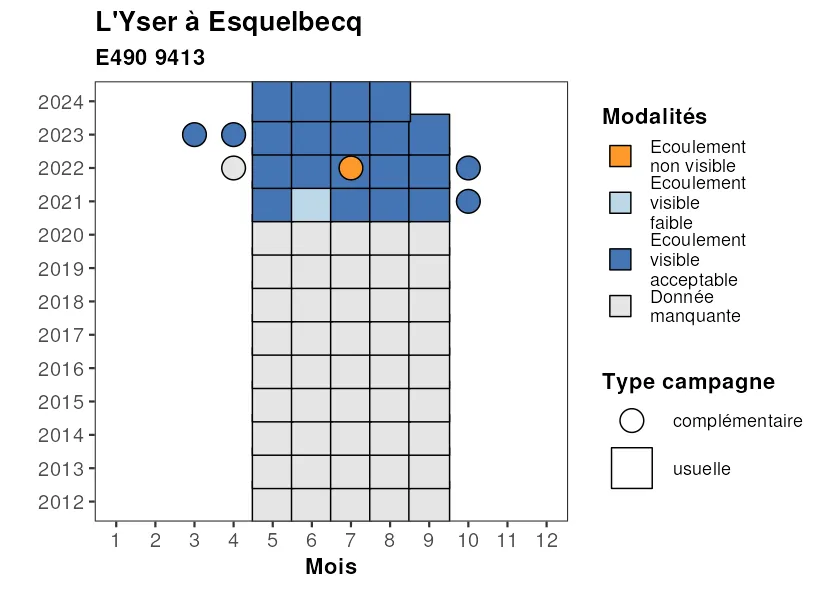 L'Yser à Esquelbecq
E490 9413
2024
2023
2022
2021
2020
2019
2018
2017
2016
2015
2014
2013
2012
1 2 3 4 5 6 7 8 9 10 11 12
Mois
Modalités
Ecoulement
non visible
Ecoulement
visible
faible
Ecoulement
visible
acceptable
Donnée
manquante
Type campagne
complémentaire
usuelle